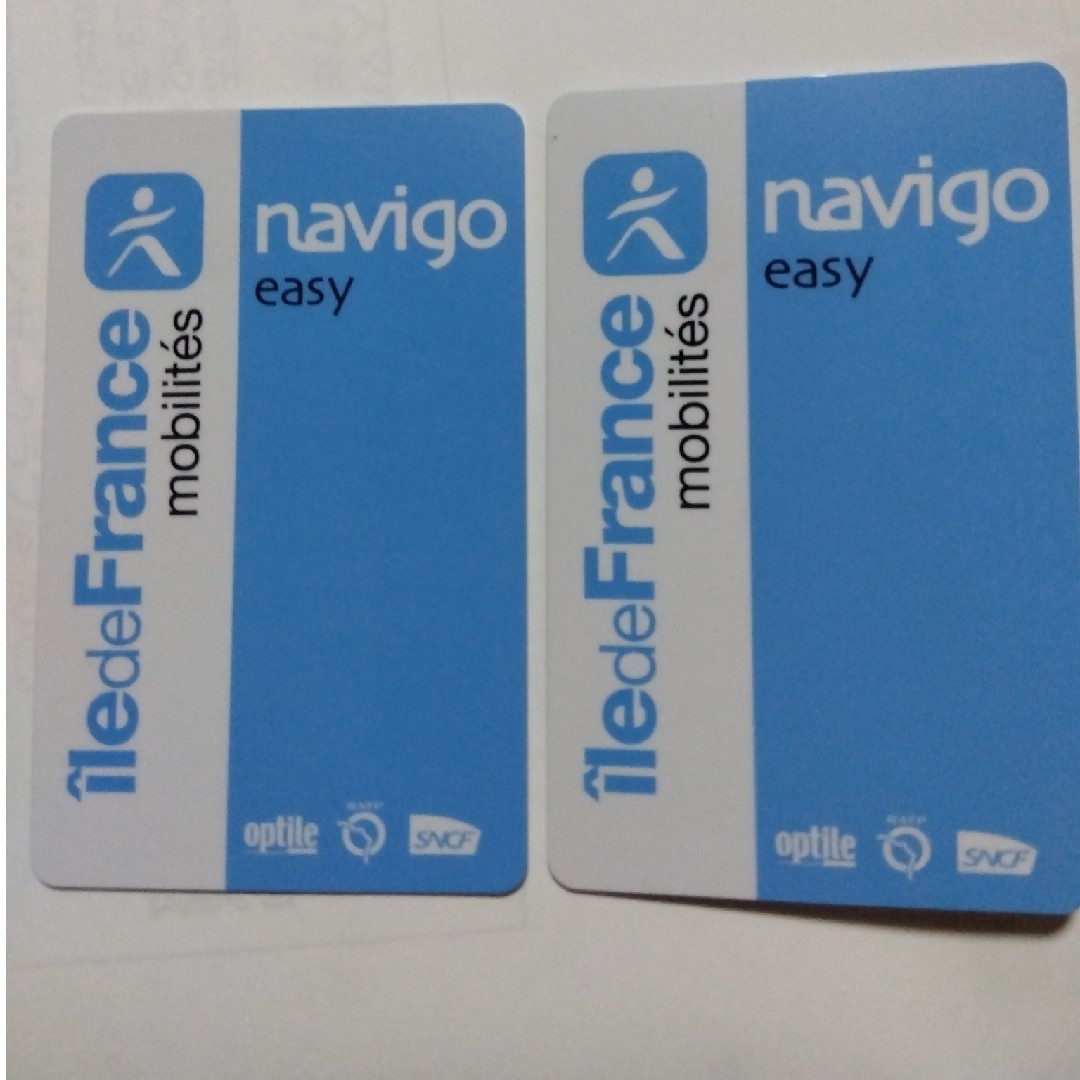 îledeFrance
mobilités
navigo
easy
optile
RATP
SNCF
îledeFrance
mobilités
navigo
easy
optile
RATP
SNCF